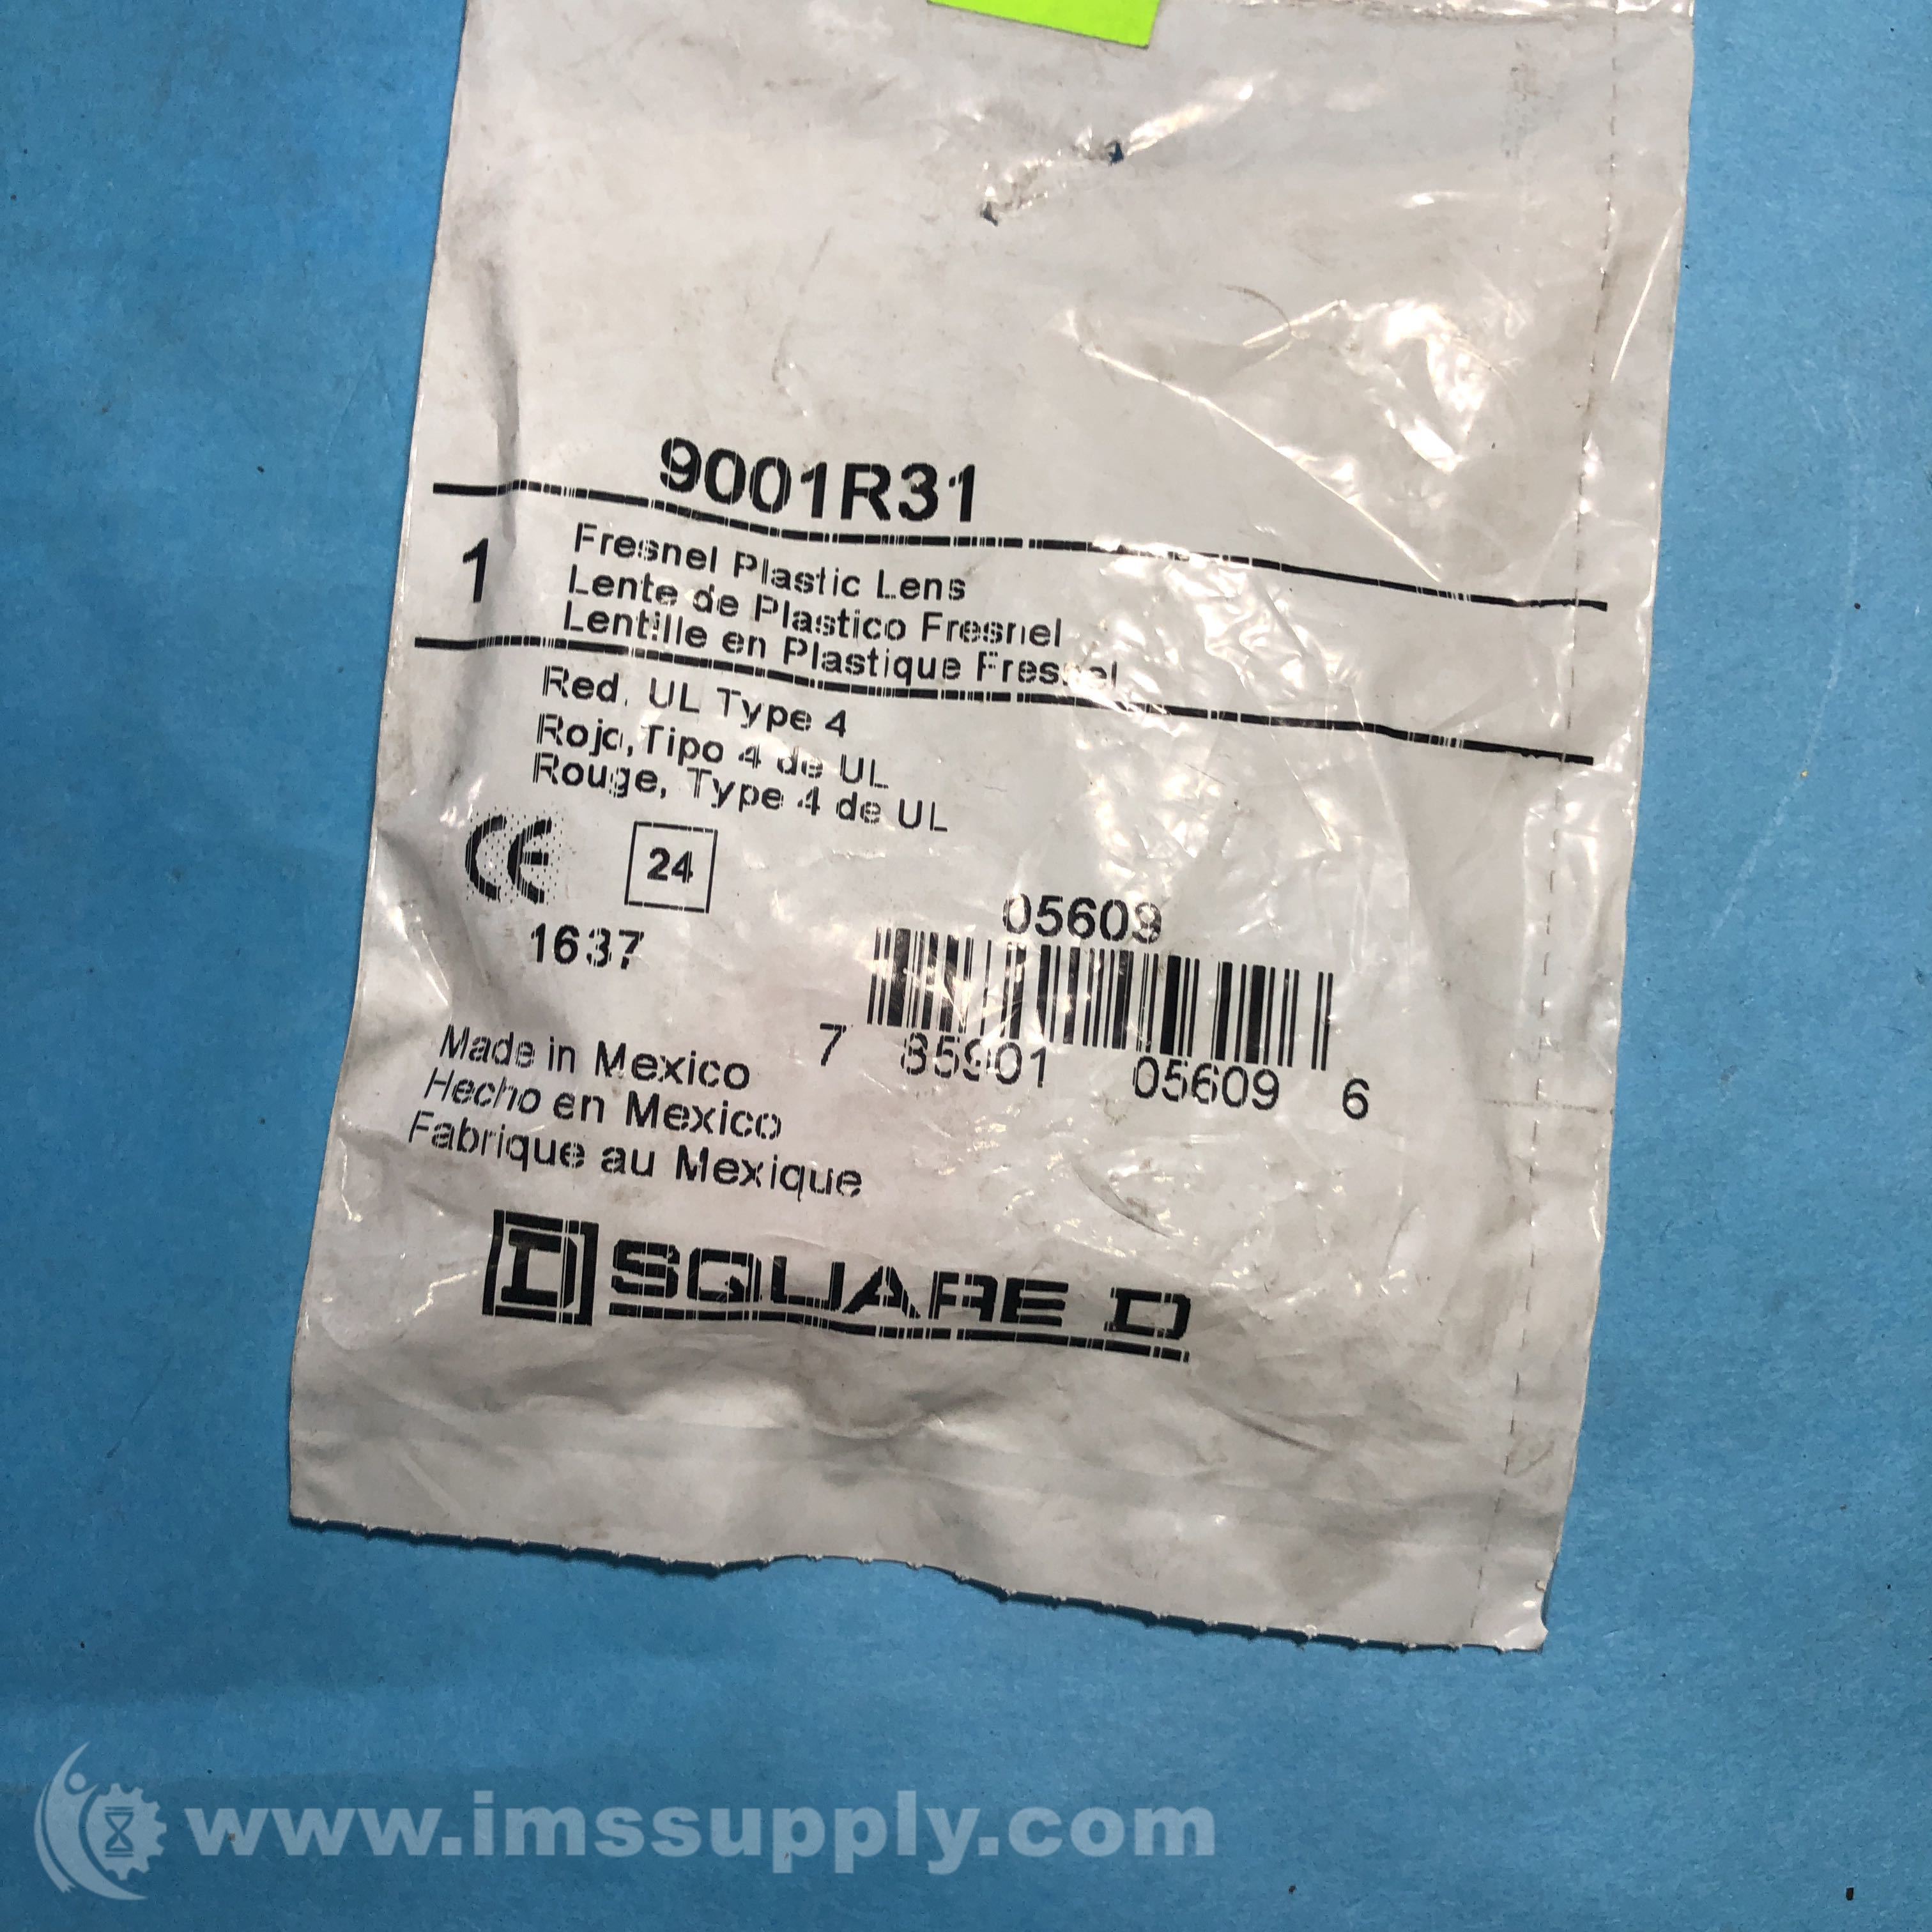 9001R31
1
Fresnel Plastic Lens
Lente de Plastico Fresnel
Lentille en Plastique Fresnel
Red, UL Type 4
Rojo, Tipo 4 de UL
Rouge, Type 4 de UL
CE 24
1637
05609
7 85901 05609 6
Made in Mexico
Hecho en Mexico
Fabrique au Mexique
D SQUARE D
www.imssupply.com